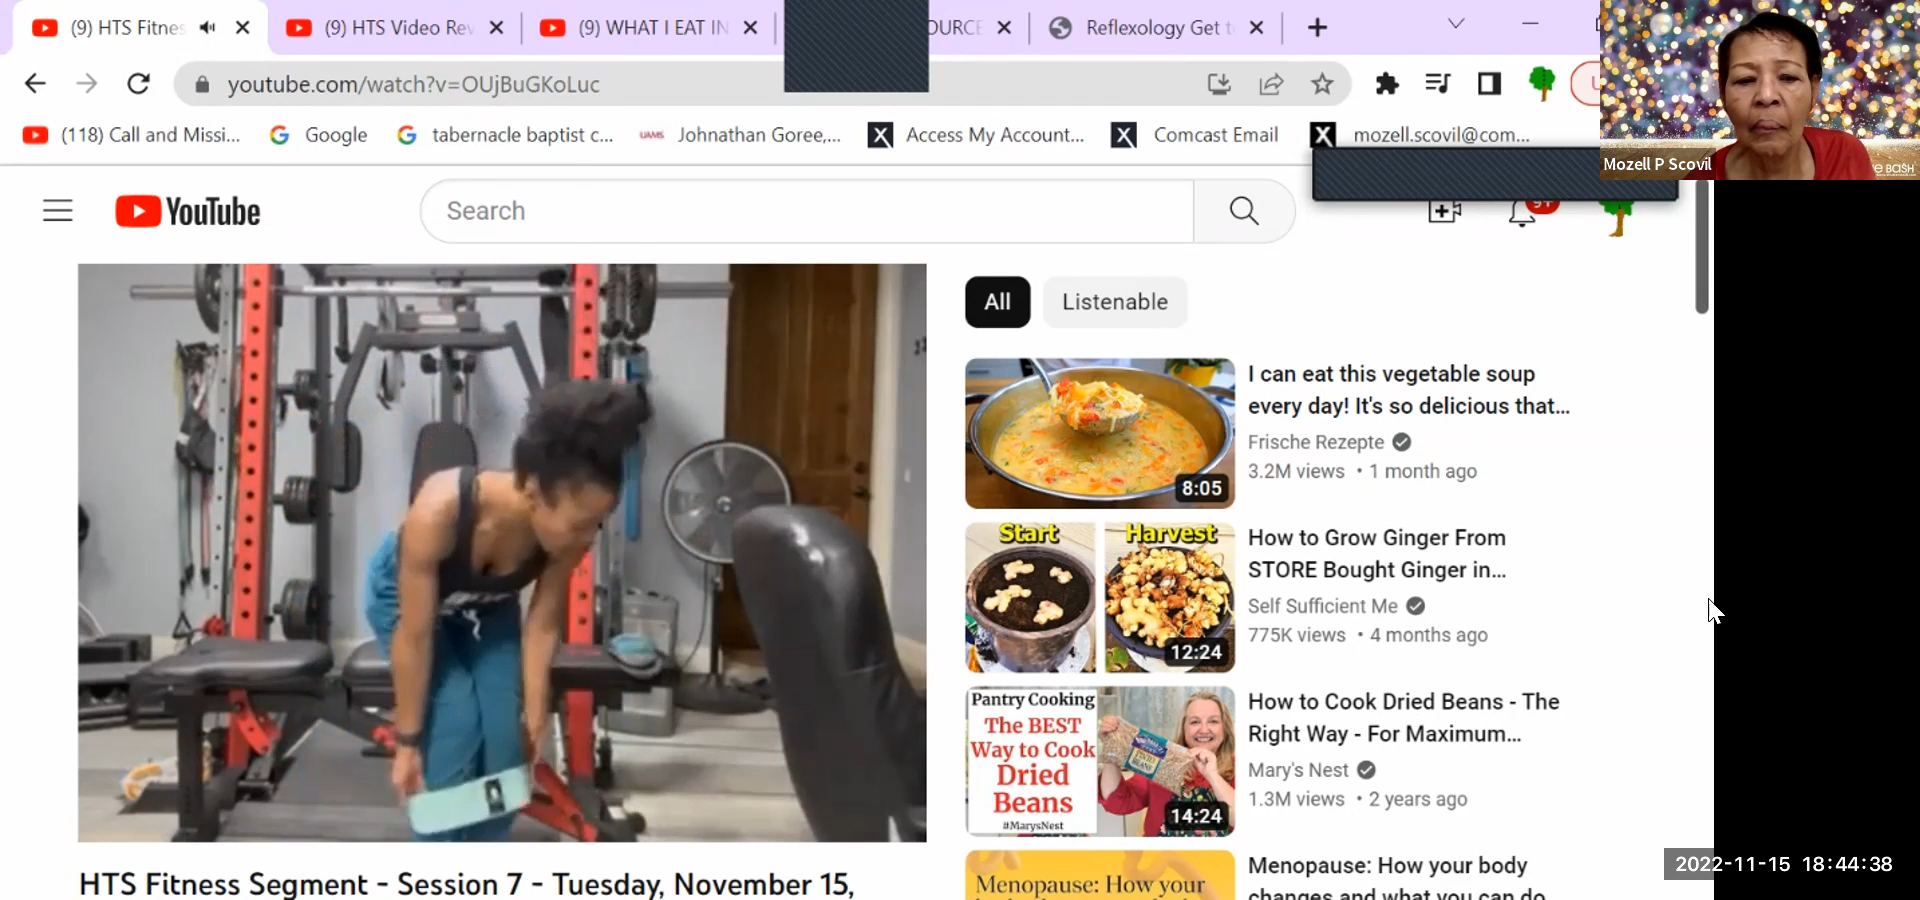 (9) HTS Fitnes
(9) HTS Video Rev
(9) WHAT I EAT IN
OURCE
Reflexology Get t
youtube.com/watch?v=OUjBuGKoLuc
(118) Call and Missi...
Google
tabernacle baptist c...
UAMS
Johnathan Goree,...
X
Access My Account...
X
Comcast Email
X
mozell.scovil@com...
Mozell P Scovil
YouTube
Search
9+
All
Listenable
I can eat this vegetable soup
every day! It's so delicious that...
Frische Rezepte
3.2M views • 1 month ago
8:05
Start
Harvest
12:24
How to Grow Ginger From
STORE Bought Ginger in...
Self Sufficient Me
775K views • 4 months ago
Pantry Cooking
The BEST
Way to Cook
Dried
Beans
#MarysNest
14:24
How to Cook Dried Beans - The
Right Way - For Maximum...
Mary's Nest
1.3M views • 2 years ago
Menopause: How your
Menopause: How your body
changes and what you can do
HTS Fitness Segment - Session 7 - Tuesday, November 15,
2022-11-15 18:44:38